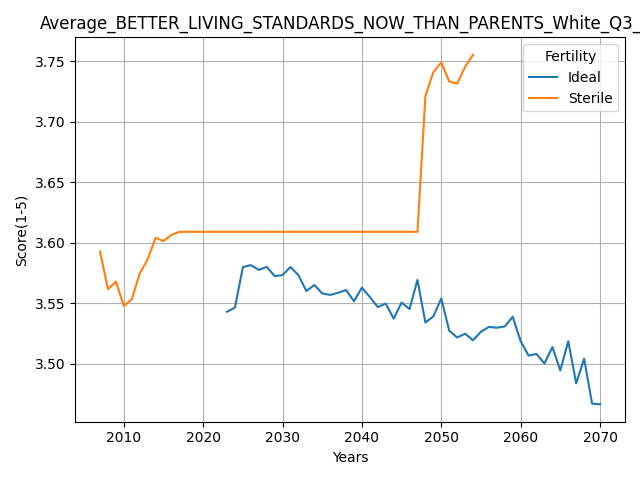 Average_BETTER_LIVING_STANDARDS_NOW_THAN_PARENTS_White_Q3_
Fertility
Ideal
Sterile
Score(1-5)
3.75
3.70
3.65
3.60
3.55
3.50
2010 2020 2030 2040 2050 2060 2070
Years